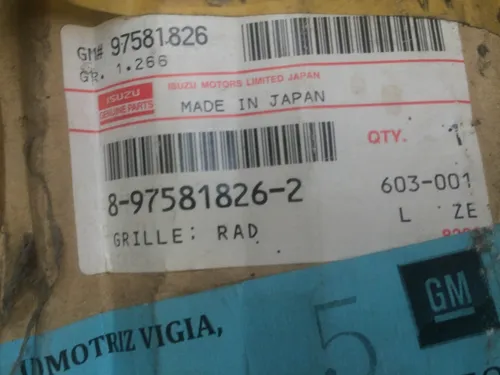 GM# 97581826
GR. 1.266
ISUZU
GENUINE PARTS
ISUZU MOTORS LIMITED JAPAN
MADE IN JAPAN
QTY. 1
8-97581826-2
603-001
GRILLE: RAD
L ZE
MOTRIZ VIGIA,
5
GM